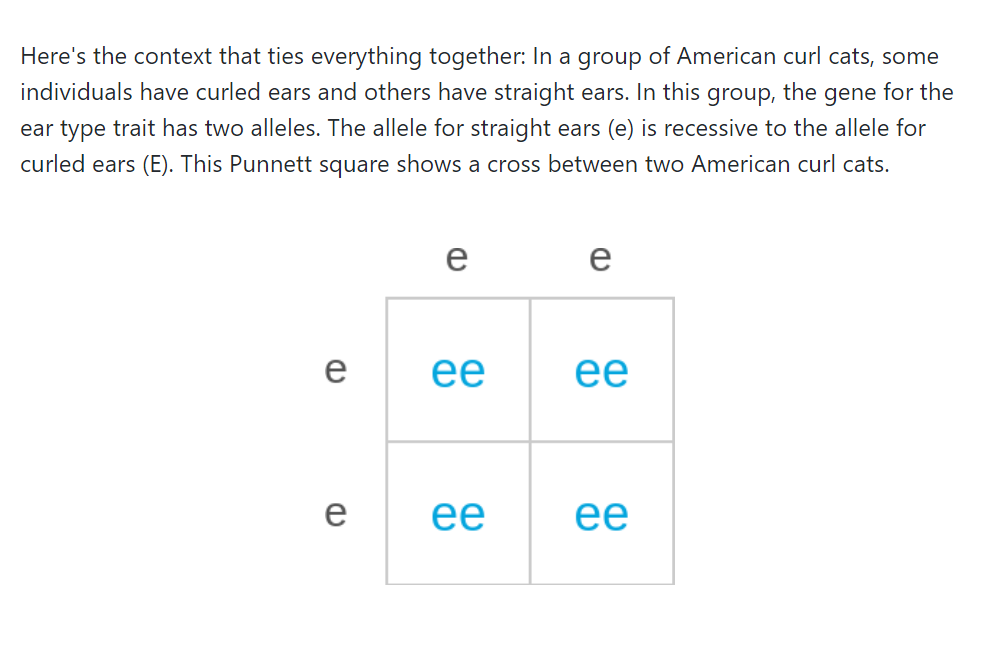 Here's the context that ties everything together: In a group of American curl cats, some
individuals have curled ears and others have straight ears. In this group, the gene for the
ear type trait has two alleles. The allele for straight ears (e) is recessive to the allele for
curled ears (E). This Punnett square shows a cross between two American curl cats.
e e
e ee ee
e ee ee